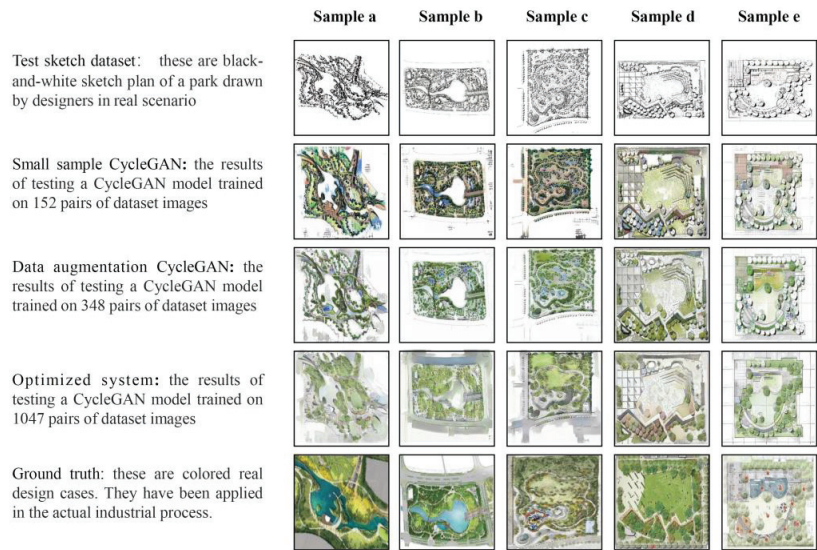 Sample a Sample b Sample c Sample d Sample e
Test sketch dataset: these are black-
and-white sketch plan of a park drawn
by designers in real scenario
Small sample CycleGAN: the results
of testing a CycleGAN model trained
on 152 pairs of dataset images
Data augmentation CycleGAN: the
results of testing a CycleGAN model
trained on 348 pairs of dataset images
Optimized system: the results of
testing a CycleGAN model trained on
1047 pairs of dataset images
Ground truth: these are colored real
design cases. They have been applied
in the actual industrial process.